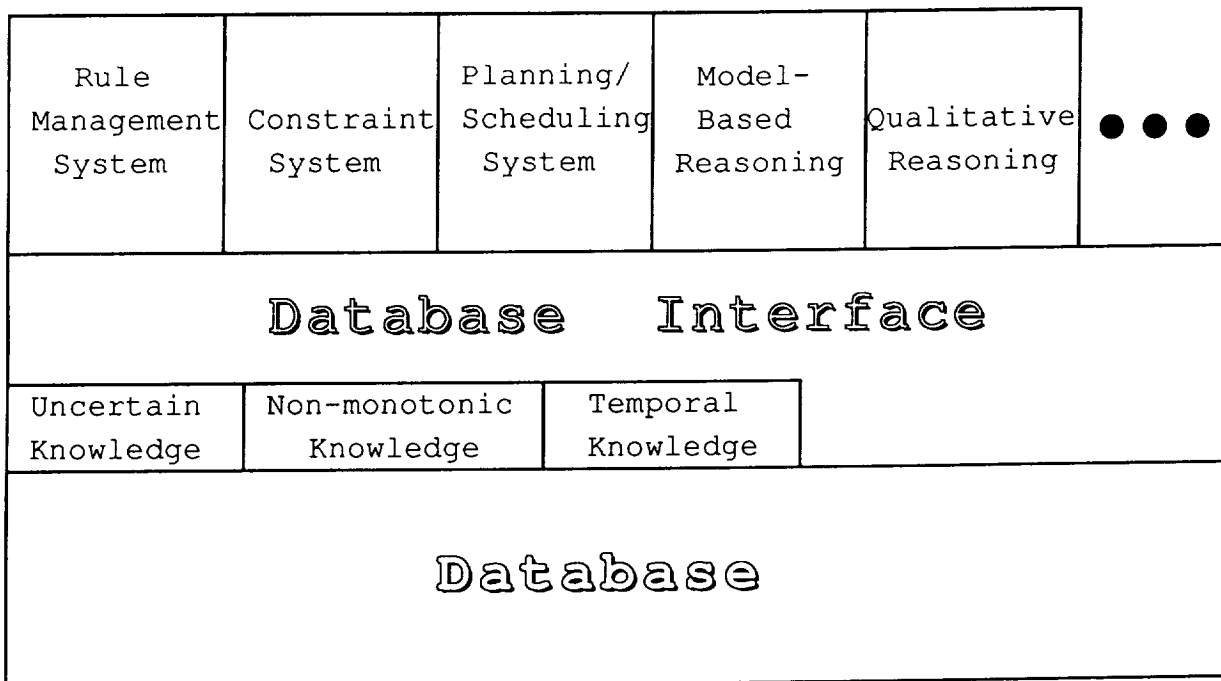 Rule
Management
System
Constraint
System
Planning/
Scheduling
System
Model-
Based
Reasoning
Qualitative
Reasoning
Database Interface
Uncertain
Knowledge
Non-monotonic
Knowledge
Temporal
Knowledge
Database